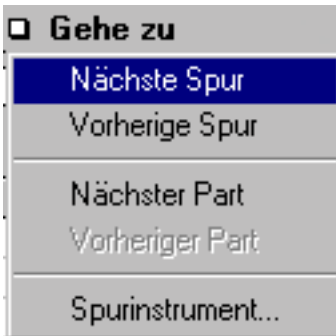 Gehe zu
Nächste Spur
Vorherige Spur
Nächster Part
Vorheriger Part
Spurinstrument...